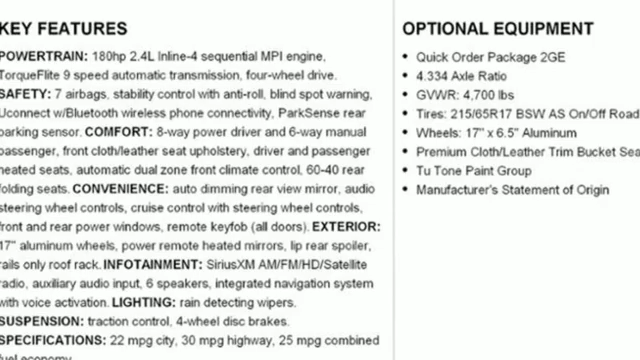 KEY FEATURES
POWERTRAIN: 180hp 2.4L Inline-4 sequential MPI engine,
TorqueFlite 9 speed automatic transmission, four-wheel drive.
SAFETY: 7 airbags, stability control with anti-roll, blind spot warning,
Uconnect w/Bluetooth wireless phone connectivity, ParkSense rear
parking sensor. COMFORT: 8-way power driver and 6-way manual
passenger, front cloth/leather seat upholstery, driver and passenger
heated seats, automatic dual zone front climate control, 60-40 rear
folding seats. CONVENIENCE: auto dimming rear view mirror, audio
steering wheel controls, cruise control with steering wheel controls,
front and rear power windows, remote keyfob (all doors). EXTERIOR:
17" aluminum wheels, power remote heated mirrors, lip rear spoiler,
rails only roof rack. INFOTAINMENT: SiriusXM AM/FM/HD/Satellite
radio, auxiliary audio input, 6 speakers, integrated navigation system
with voice activation. LIGHTING: rain detecting wipers.
SUSPENSION: traction control, 4-wheel disc brakes.
SPECIFICATIONS: 22 mpg city, 30 mpg highway, 25 mpg combined
fuel economy
OPTIONAL EQUIPMENT
• Quick Order Package 2GE
• 4.334 Axle Ratio
• GVWR: 4,700 lbs
• Tires: 215/65R17 BSW AS On/Off Road
• Wheels: 17" x 6.5" Aluminum
• Premium Cloth/Leather Trim Bucket Sea
• Tu Tone Paint Group
• Manufacturer's Statement of Origin